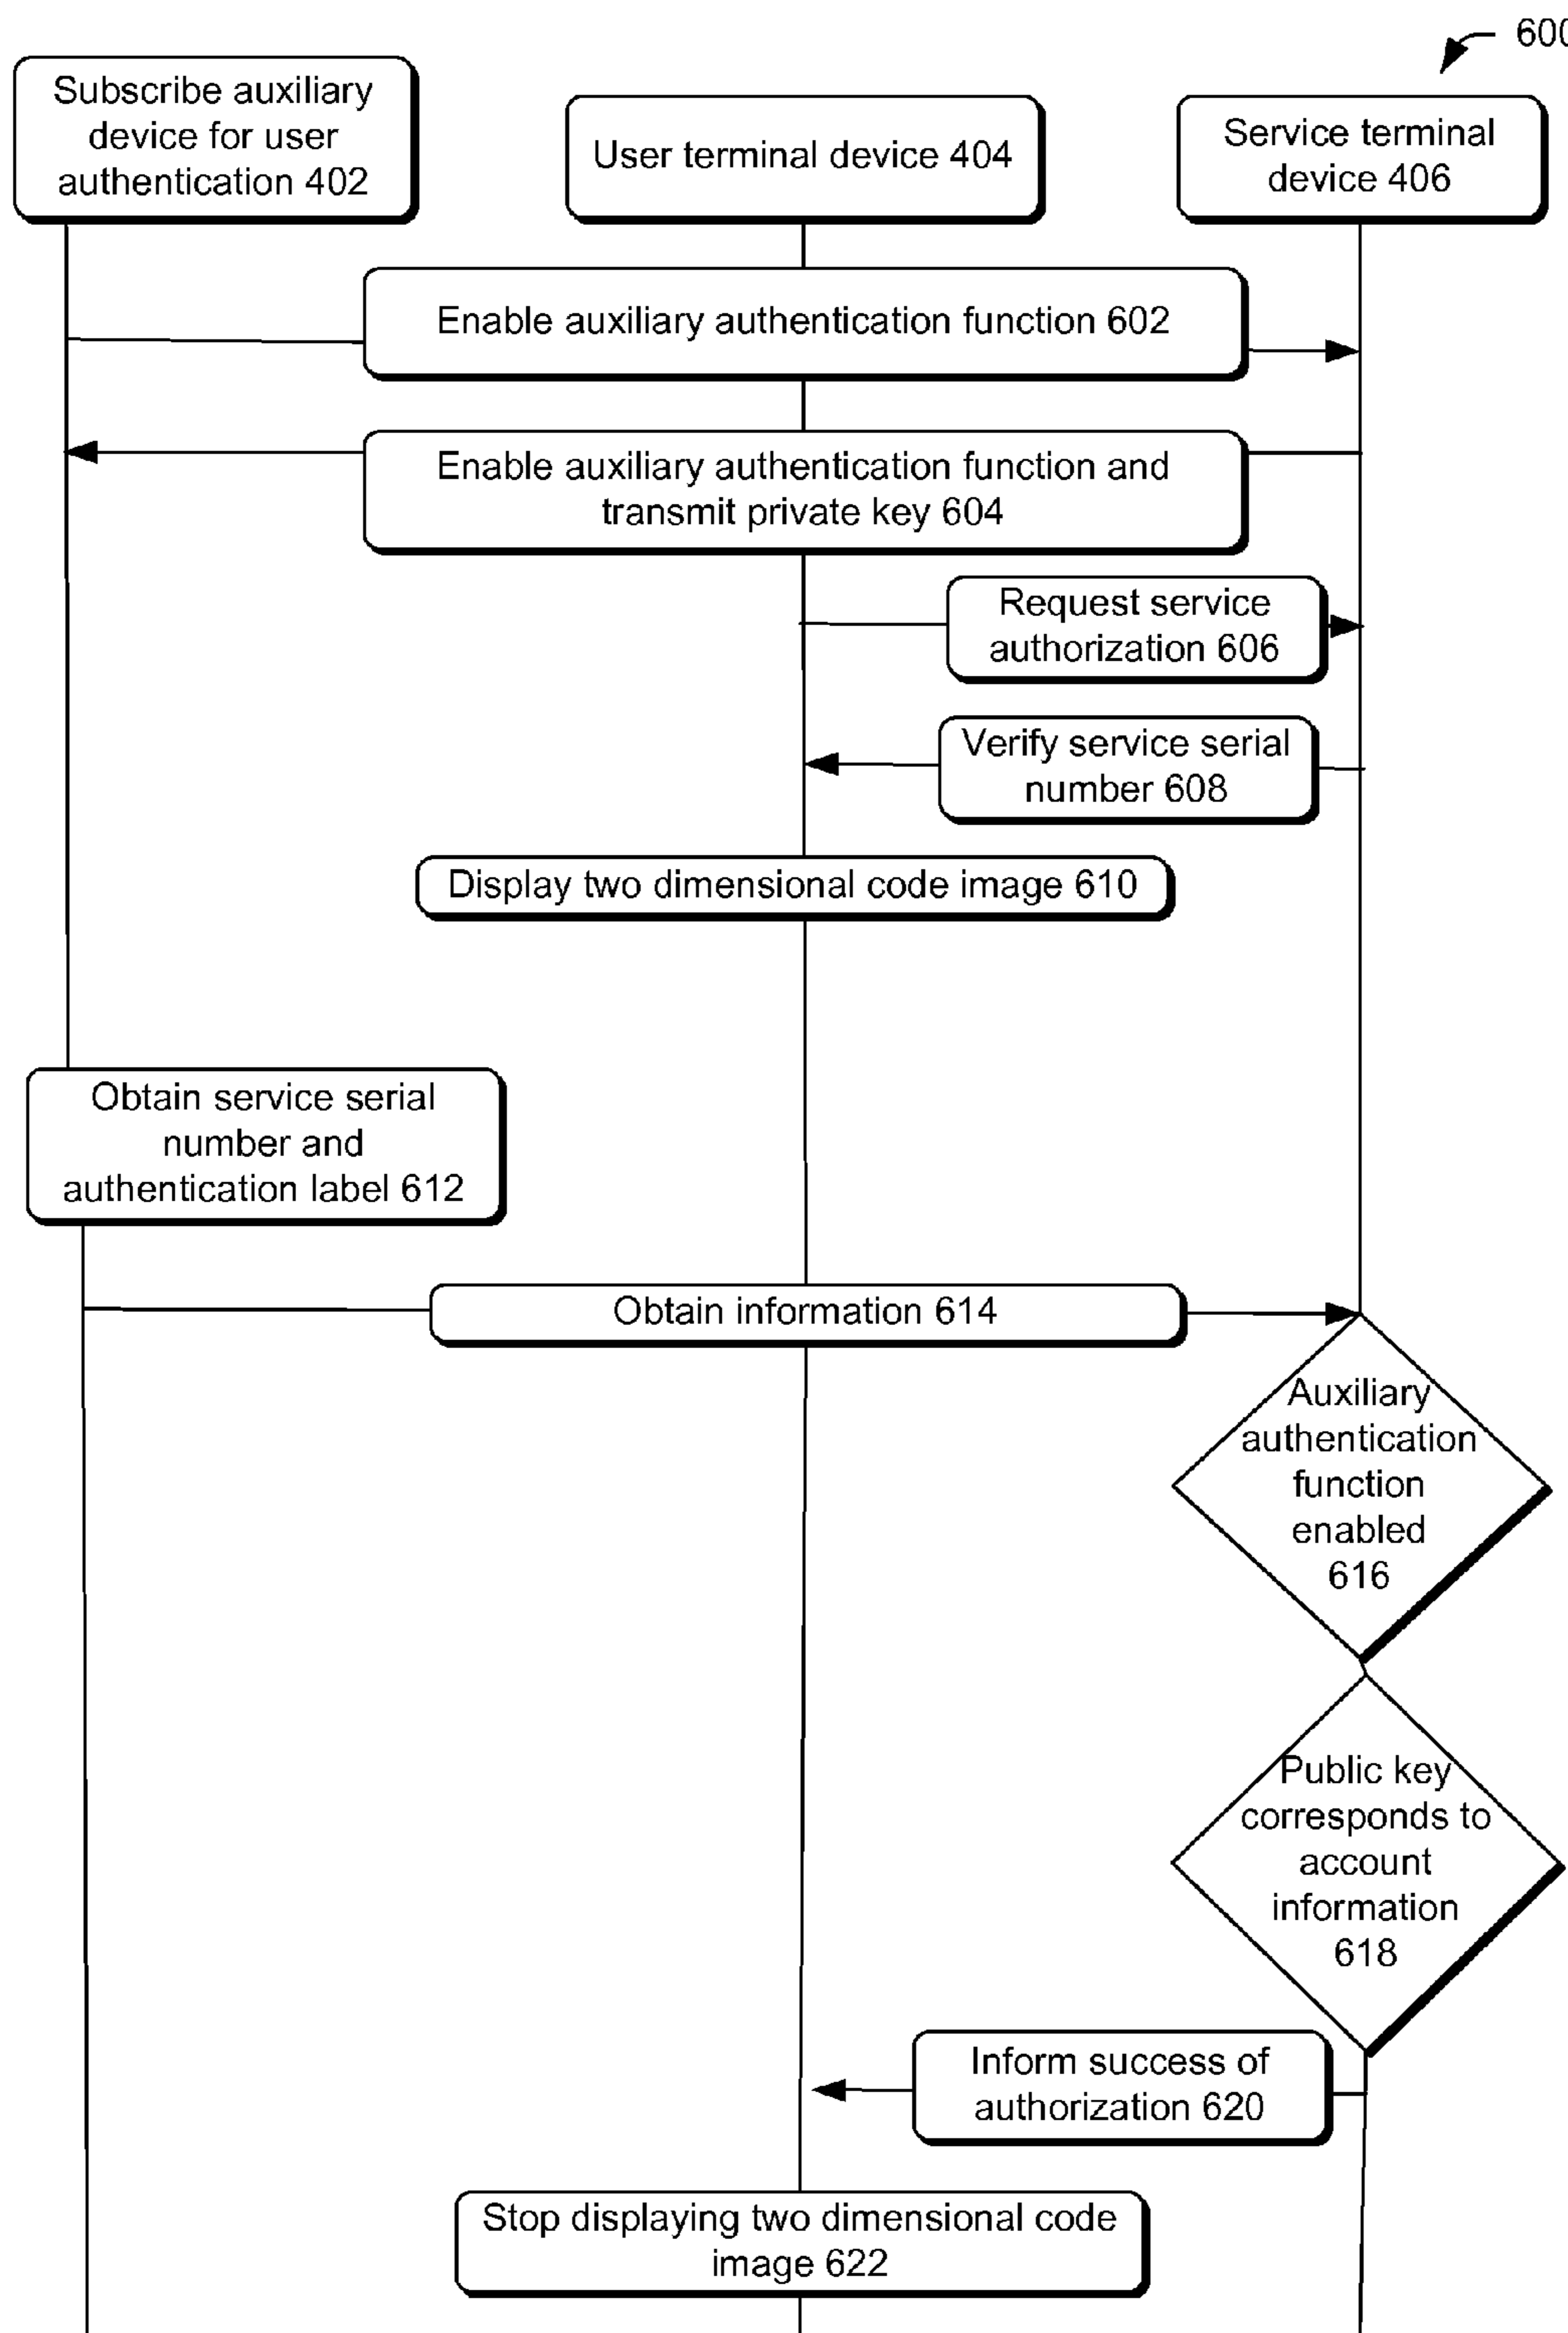 600
Subscribe auxiliary
device for user
authentication 402
User terminal device 404
Service terminal
device 406
Enable auxiliary authentication function 602
Enable auxiliary authentication function and
transmit private key 604
Request service
authorization 606
Verify service serial
number 608
Display two dimensional code image 610
Obtain service serial
number and
authentication label 612
Obtain information 614
Auxiliary
authentication
function
enabled
616
Public key
corresponds to
account
information
618
Inform success of
authorization 620
Stop displaying two dimensional code
image 622